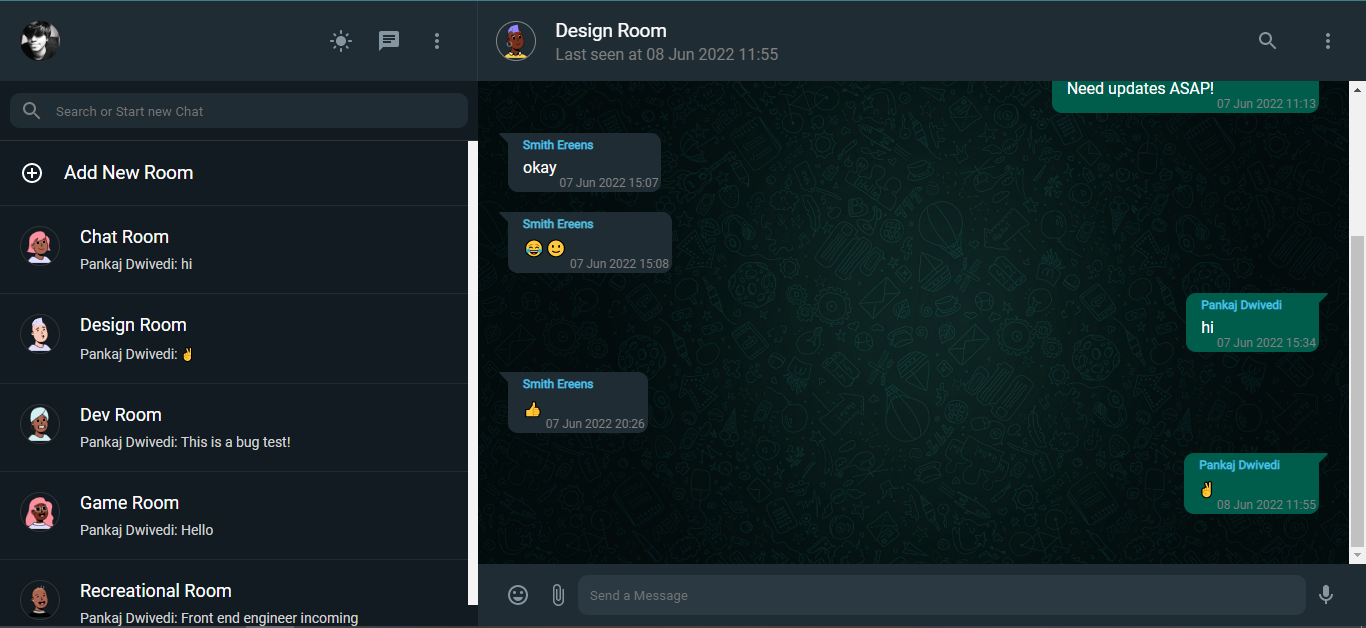 Search or Start new Chat
Add New Room
Chat Room
Pankaj Dwivedi: hi
Design Room
Pankaj Dwivedi: ✌
Dev Room
Pankaj Dwivedi: This is a bug test!
Game Room
Pankaj Dwivedi: Hello
Recreational Room
Pankaj Dwivedi: Front end engineer incoming
Design Room
Last seen at 08 Jun 2022 11:55
Need updates ASAP!
07 Jun 2022 11:13
Smith Ereens
okay
07 Jun 2022 15:07
Smith Ereens
😂🙂
07 Jun 2022 15:08
Pankaj Dwivedi
hi
07 Jun 2022 15:34
Smith Ereens
👍
07 Jun 2022 20:26
Pankaj Dwivedi
✌
08 Jun 2022 11:55
Send a Message